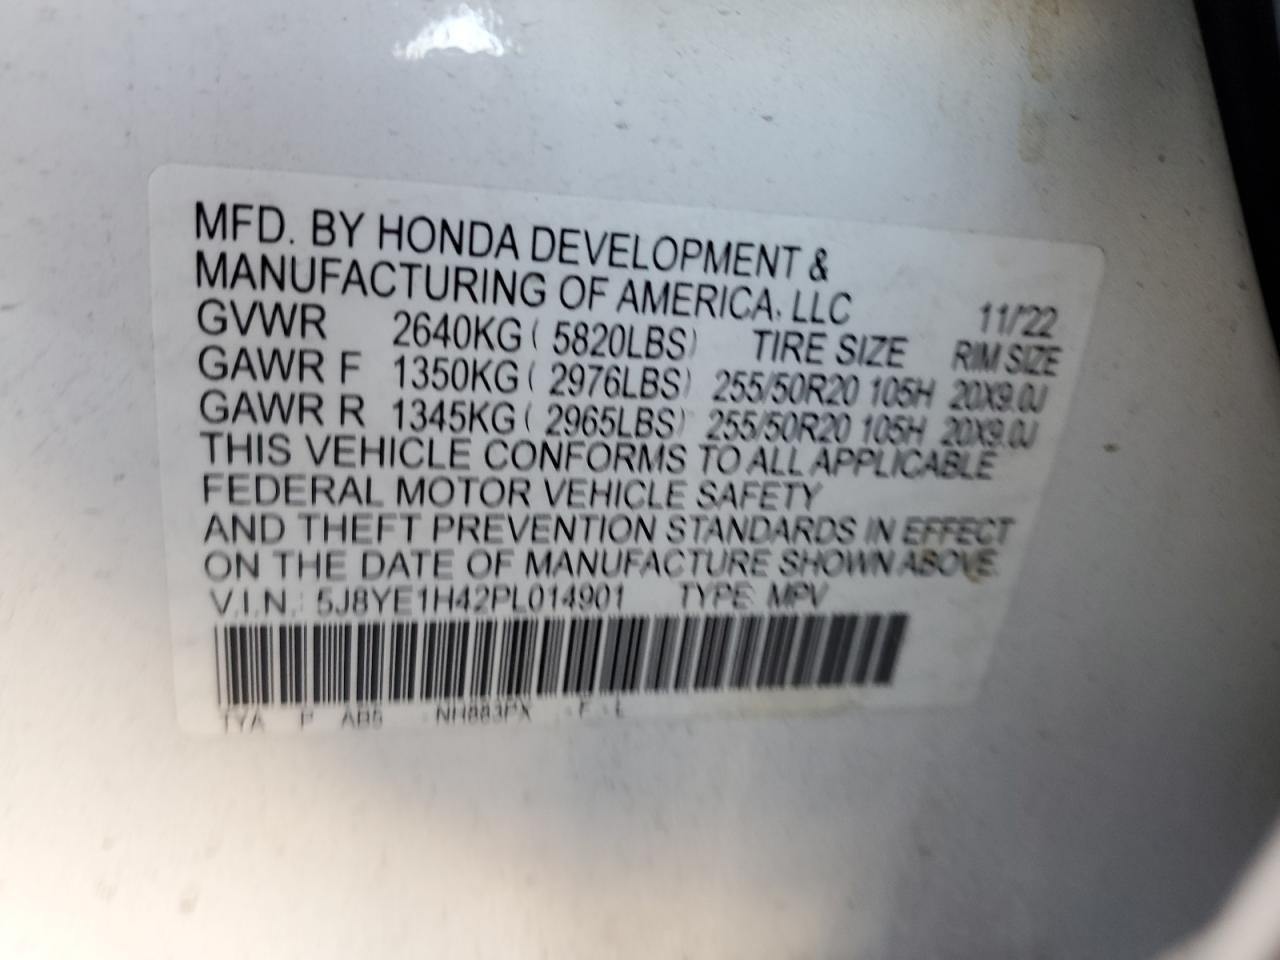 MFD. BY HONDA DEVELOPMENT &
MANUFACTURING OF AMERICA, LLC 11/22
GVWR 2640KG ( 5820LBS) TIRE SIZE RIM SIZE
GAWR F 1350KG ( 2976LBS) 255/50R20 105H 20X9.0J
GAWR R 1345KG ( 2965LBS) 255/50R20 105H 20X9.0J
THIS VEHICLE CONFORMS TO ALL APPLICABLE
FEDERAL MOTOR VEHICLE SAFETY
AND THEFT PREVENTION STANDARDS IN EFFECT
ON THE DATE OF MANUFACTURE SHOWN ABOVE.
V.I.N.: 5J8YE1H42PL014901 TYPE: MPV
TYA P AB5 - NH883PX - F - L